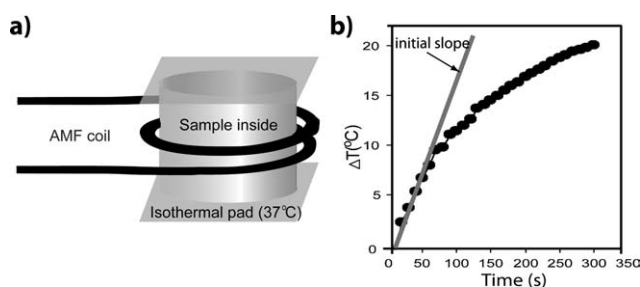 a)
AMF coil
Sample inside
Isothermal pad (37°C)
b)
initial slope
ΔT(°C)
20
15
10
5
0
0 50 100 150 200 250 300 350
Time (s)